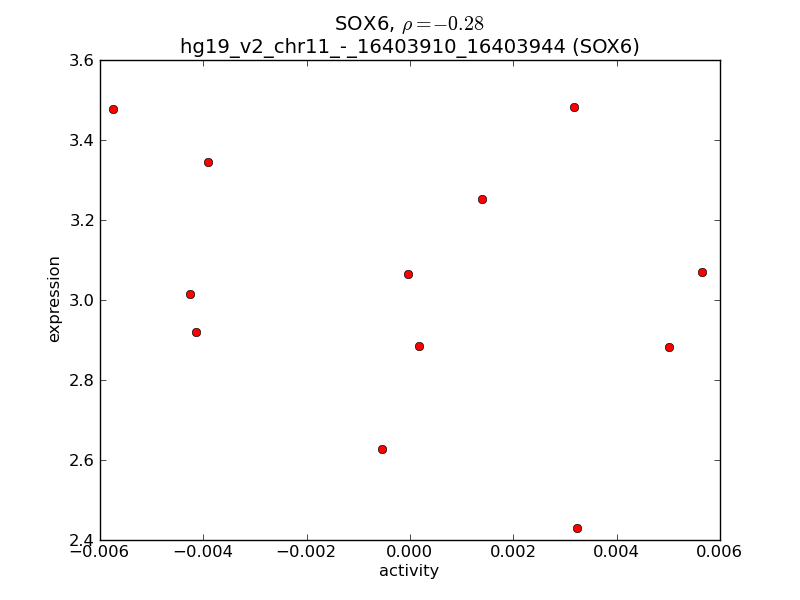 SOX6, ρ=−0.28
hg19_v2_chr11_-_16403910_16403944 (SOX6)
3.6
3.4
3.2
3.0
2.8
2.6
2.4
expression
−0.006 −0.004 −0.002 0.000 0.002 0.004 0.006
activity